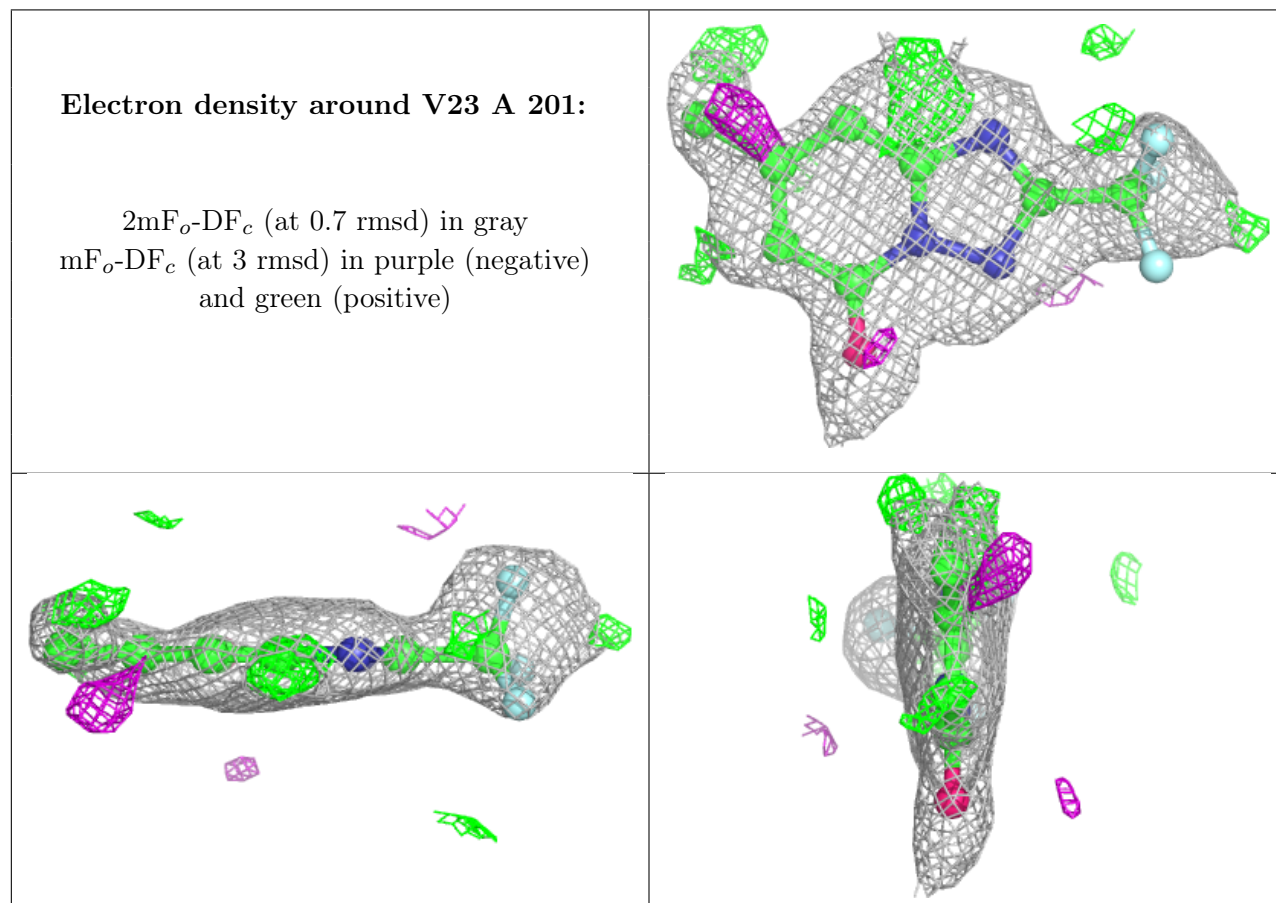 Electron density around V23 A 201:
2mFo-DFc (at 0.7 rmsd) in gray
mFo-DFc (at 3 rmsd) in purple (negative)
and green (positive)